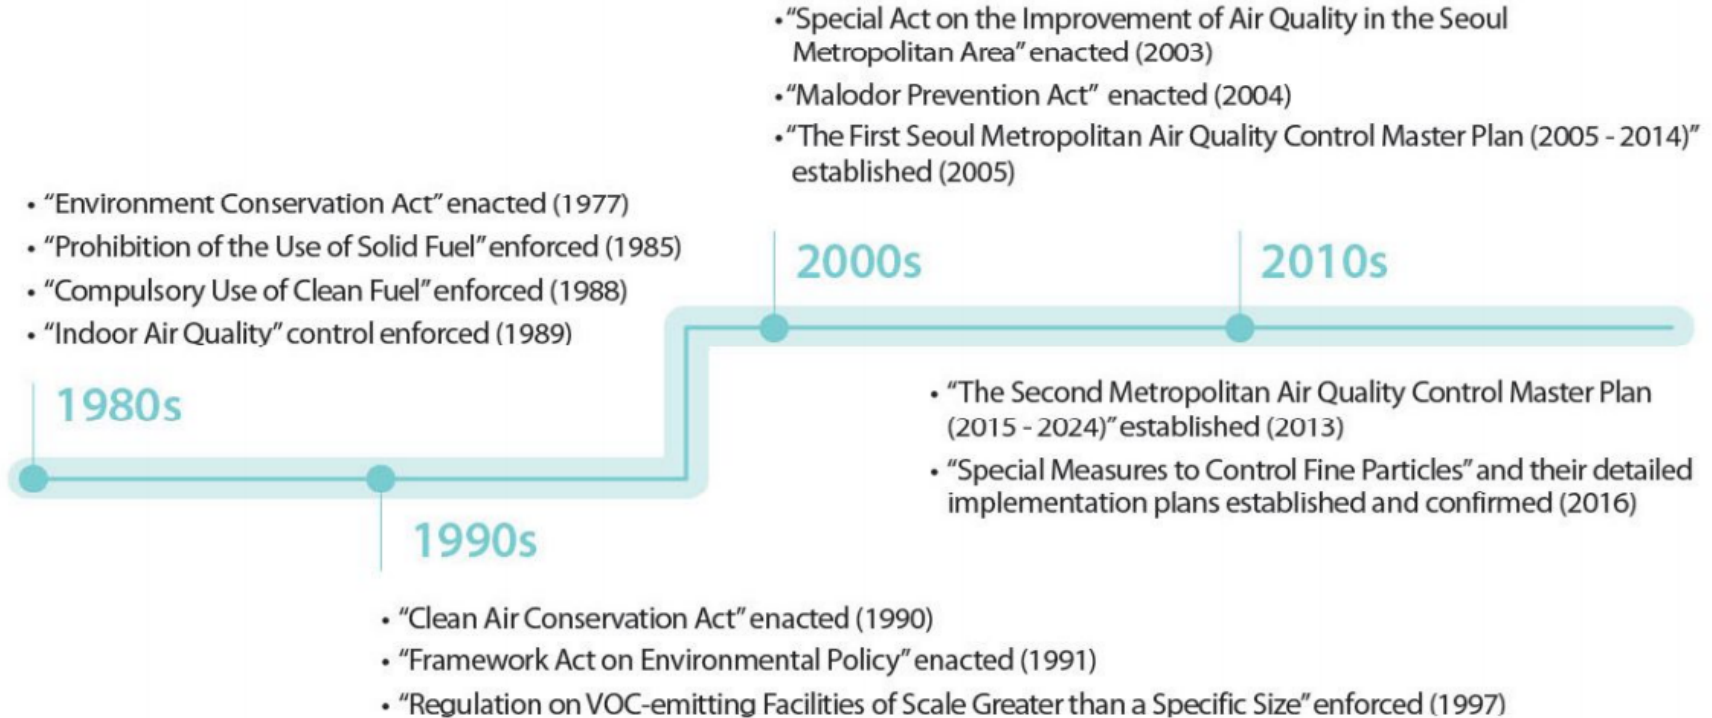 • “Special Act on the Improvement of Air Quality in the Seoul
Metropolitan Area” enacted (2003)
• “Malodor Prevention Act” enacted (2004)
• “The First Seoul Metropolitan Air Quality Control Master Plan (2005 - 2014)”
established (2005)
• “Environment Conservation Act” enacted (1977)
• “Prohibition of the Use of Solid Fuel” enforced (1985)
• “Compulsory Use of Clean Fuel” enforced (1988)
• “Indoor Air Quality” control enforced (1989)
2000s
2010s
1980s
• “The Second Metropolitan Air Quality Control Master Plan
(2015 - 2024)” established (2013)
• “Special Measures to Control Fine Particles” and their detailed
implementation plans established and confirmed (2016)
1990s
• “Clean Air Conservation Act” enacted (1990)
• “Framework Act on Environmental Policy” enacted (1991)
• “Regulation on VOC-emitting Facilities of Scale Greater than a Specific Size” enforced (1997)